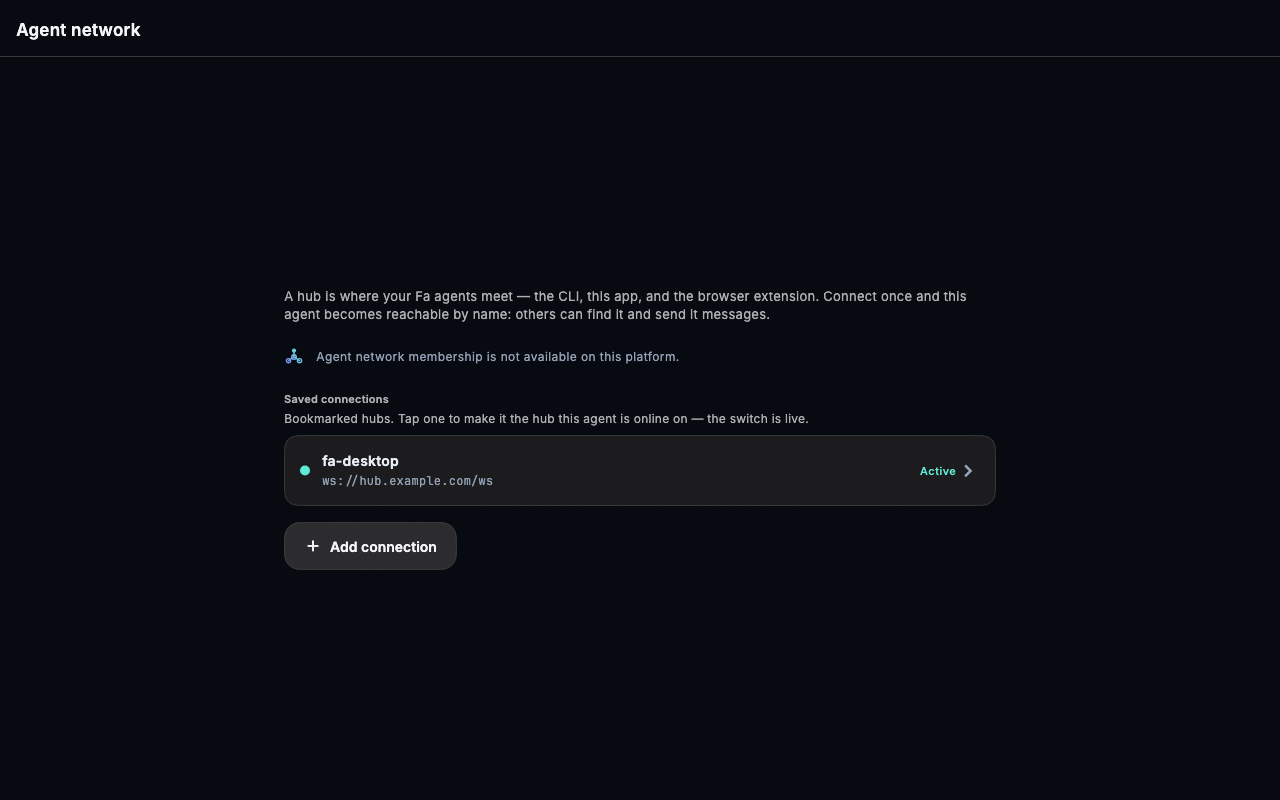 Agent network
A hub is where your Fa agents meet — the CLI, this app, and the browser extension. Connect once and this
agent becomes reachable by name: others can find it and send it messages.
Agent network membership is not available on this platform.
Saved connections
Bookmarked hubs. Tap one to make it the hub this agent is online on — the switch is live.
fa-desktop
ws://hub.example.com/ws
Active
Add connection